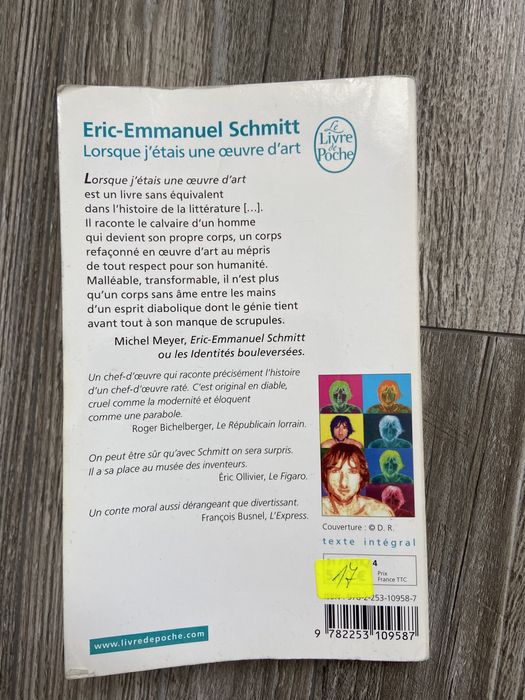 Eric-Emmanuel Schmitt
Lorsque j'étais une œuvre d'art
Le
Livre
de
Poche
Lorsque j'étais une œuvre d'art
est un livre sans équivalent
dans l'histoire de la littérature [...].
Il raconte le calvaire d'un homme
qui devient son propre corps, un corps
refaçonné en œuvre d'art au mépris
de tout respect pour son humanité.
Malléable, transformable, il n'est plus
qu'un corps sans âme entre les mains
d'un esprit diabolique dont le génie tient
avant tout à son manque de scrupules.
Michel Meyer, Eric-Emmanuel Schmitt
ou les Identités bouleversées.
Un chef-d'œuvre qui raconte précisément l'histoire
d'un chef-d'œuvre raté. C'est original en diable,
cruel comme la modernité et éloquent
comme une parabole.
Roger Bichelberger, Le Républicain lorrain.
On peut être sûr qu'avec Schmitt on sera surpris.
Il a sa place au musée des inventeurs.
Éric Ollivier, Le Figaro.
Un conte moral aussi dérangeant que divertissant.
François Busnel, L'Express.
Couverture : © D. R.
texte intégral
4
17
Prix
France TTC
ISBN : 978-2-253-10958-7
9 782253 109587
www.livredepoche.com